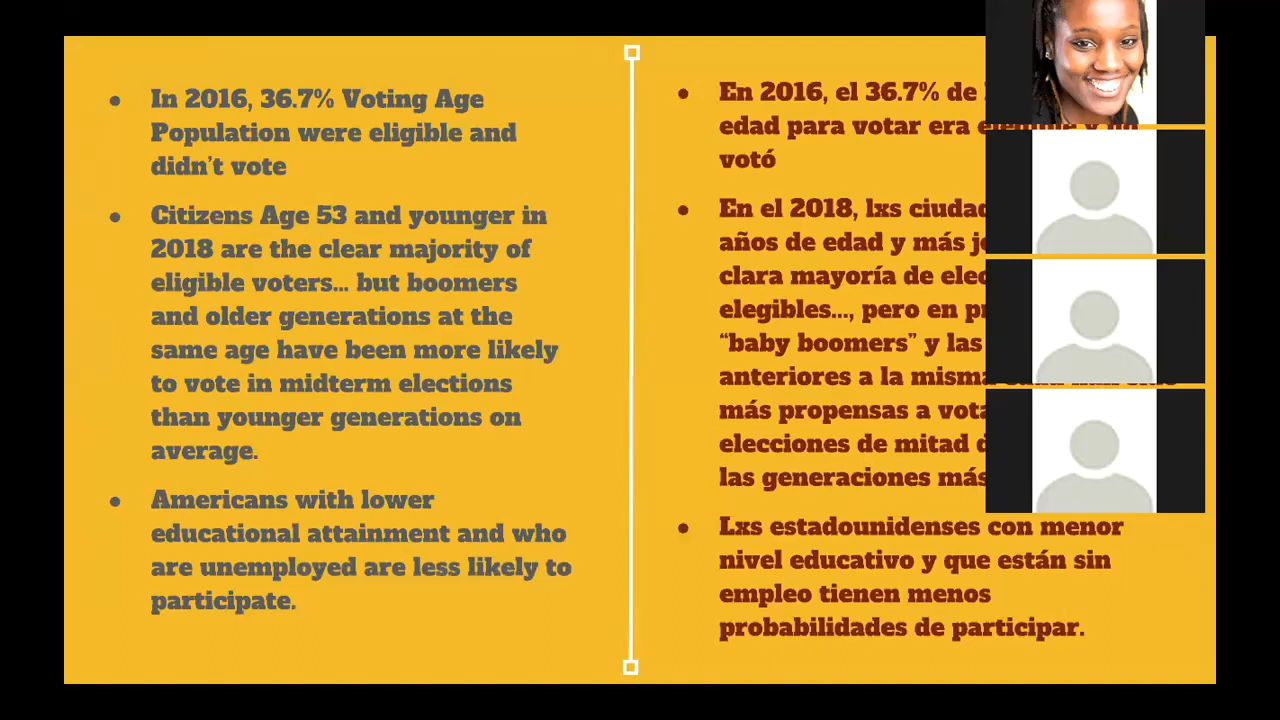 In 2016, 36.7% Voting Age
Population were eligible and
didn't vote
Citizens Age 53 and younger in
2018 are the clear majority of
eligible voters... but boomers
and older generations at the
same age have been more likely
to vote in midterm elections
than younger generations on
average.
Americans with lower
educational attainment and who
are unemployed are less likely to
participate.
En 2016, el 36.7% de
edad para votar era
votó
En el 2018, lxs
años de edad y más
clara mayoría de
elegibles..., pero en
“baby boomers” y las
anteriores a la
más propensas a
elecciones de mitad
las generaciones más
Lxs estadounidenses con menor
nivel educativo y que están sin
empleo tienen menos
probabilidades de participar.